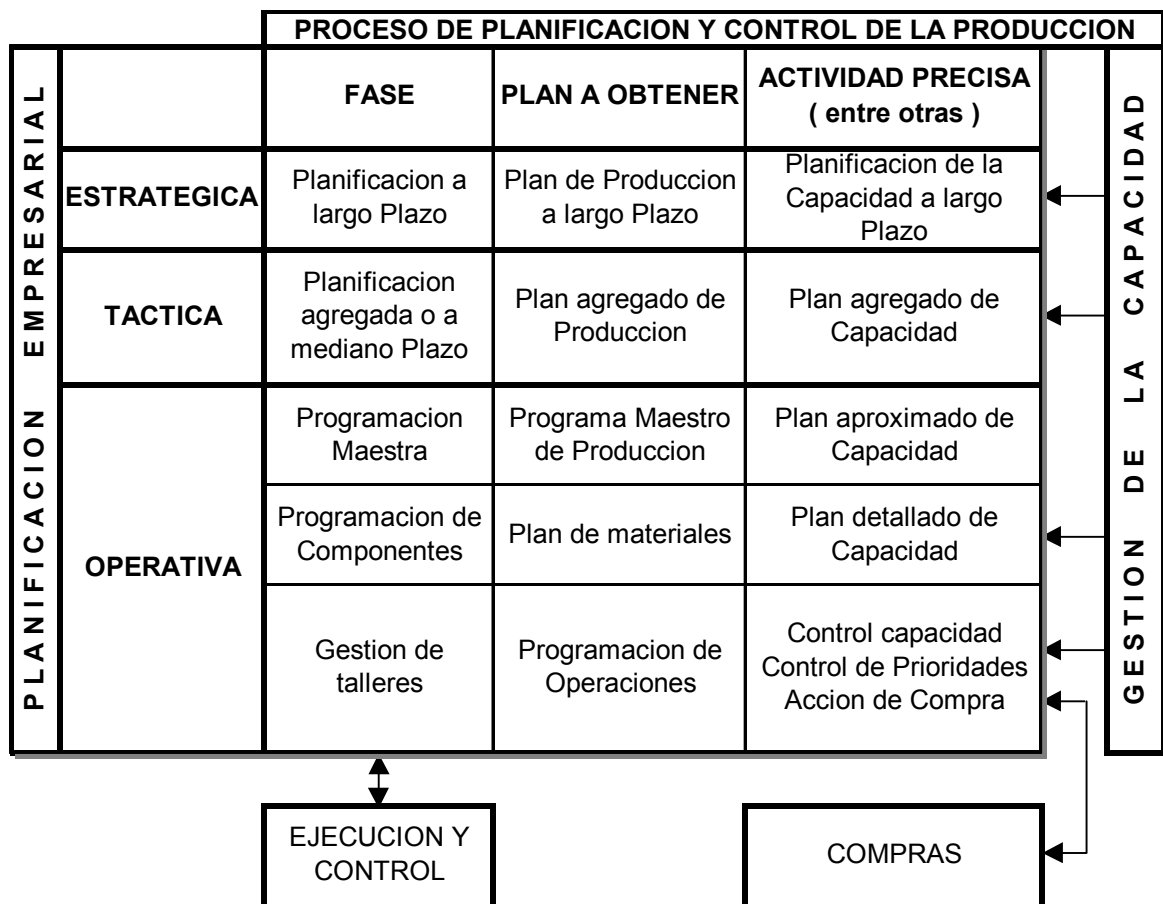 PROCESO DE PLANIFICACION Y CONTROL DE LA PRODUCCION
PLANIFICACION EMPRESARIAL
FASE
PLAN A OBTENER
ACTIVIDAD PRECISA
( entre otras )
ESTRATEGICA
Planificacion a
largo Plazo
Plan de Produccion
a largo Plazo
Planificacion de la
Capacidad a largo
Plazo
TACTICA
Planificacion
agregada o a
mediano Plazo
Plan agregado de
Produccion
Plan agregado de
Capacidad
OPERATIVA
Programacion
Maestra
Programa Maestro
de Produccion
Plan aproximado de
Capacidad
Programacion de
Componentes
Plan de materiales
Plan detallado de
Capacidad
Gestion de
talleres
Programacion de
Operaciones
Control capacidad
Control de Prioridades
Accion de Compra
GESTION DE LA CAPACIDAD
EJECUCION Y
CONTROL
COMPRAS